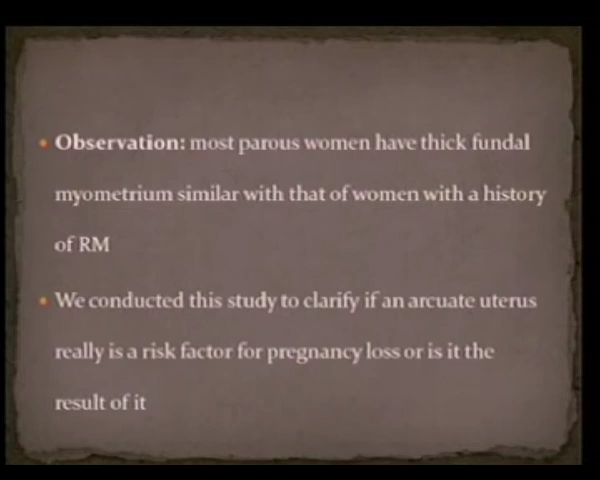 • Observation: most parous women have thick fundal
myometrium similar with that of women with a history
of RM
• We conducted this study to clarify if an arcuate uterus
really is a risk factor for pregnancy loss or is it the
result of it